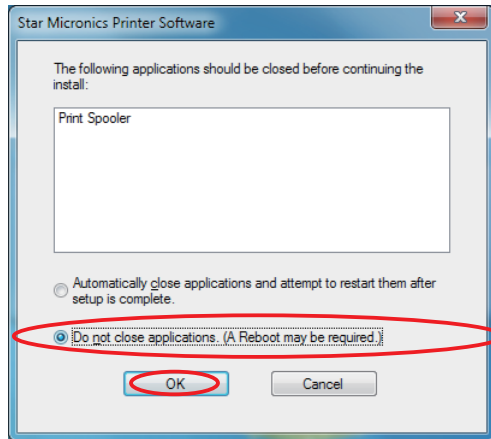 Star Micronics Printer Software
The following applications should be closed before continuing the
install:
Print Spooler
Automatically close applications and attempt to restart them after
setup is complete.
Do not close applications. (A Reboot may be required.)
OK
Cancel